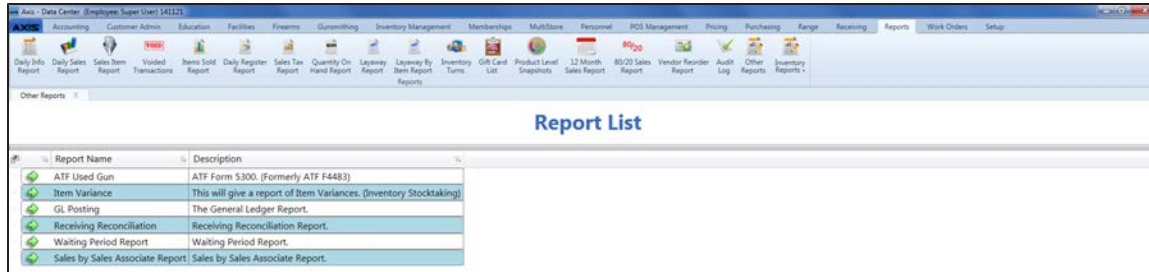 Axis - Data Center (Employee: Super User) 141121
AXIS Accounting Customer Admin Education Facilities Firearms Gunsmithing Inventory Management Memberships MultiStore Personnel POS Management Pricing Purchasing Range Receiving Reports Work Orders Setup
VOID 80/20
Daily Info Report Daily Sales Report Sales Item Report Voided Transactions Items Sold Report Daily Register Report Sales Tax Report Quantity On Hand Report Layaway Report Layaway By Item Report Inventory Turns Gift Card List Product Level Snapshots 12 Month Sales Report 80/20 Sales Report Vendor Reorder Report Audit Log Other Reports Inventory Reports
Reports
Other Reports X
Report List
Report Name Description
ATF Used Gun ATF Form 5300. (Formerly ATF F4483)
Item Variance This will give a report of Item Variances. (Inventory Stocktaking)
GL Posting The General Ledger Report.
Receiving Reconciliation Receiving Reconciliation Report.
Waiting Period Report Waiting Period Report.
Sales by Sales Associate Report Sales by Sales Associate Report.